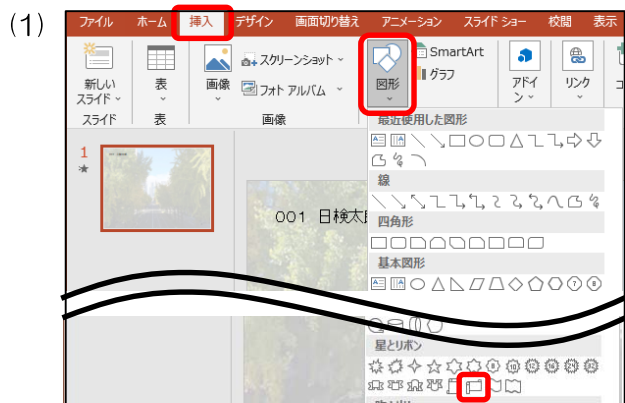 (1)
ファイル ホーム 挿入 デザイン 画面切り替え アニメーション スライド ショー 校閲 表示
新しい
スライド
表
画像
スクリーンショット
フォト アルバム
図形
SmartArt
グラフ
アドイ
ン
リンク
スライド 表 画像
最近使用した図形
線
四角形
基本図形
星とリボン
1
001 日検太